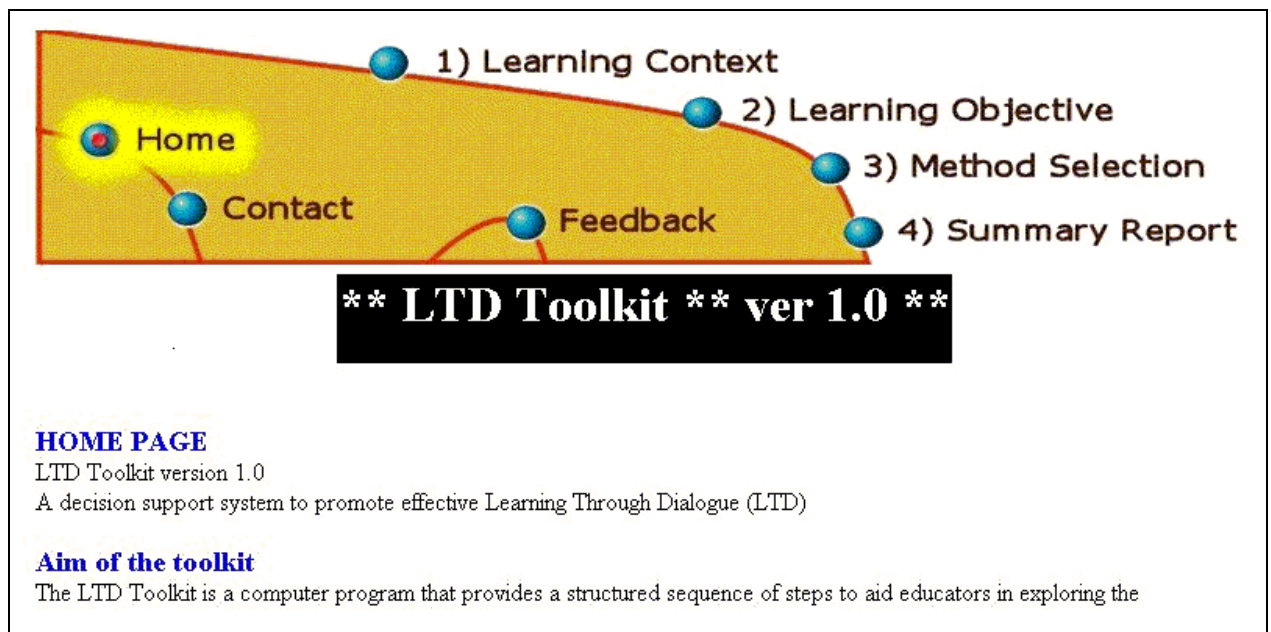 1) Learning Context
2) Learning Objective
Home
3) Method Selection
Contact
Feedback
4) Summary Report
** LTD Toolkit ** ver 1.0 **
HOME PAGE
LTD Toolkit version 1.0
A decision support system to promote effective Learning Through Dialogue (LTD)
Aim of the toolkit
The LTD Toolkit is a computer program that provides a structured sequence of steps to aid educators in exploring the